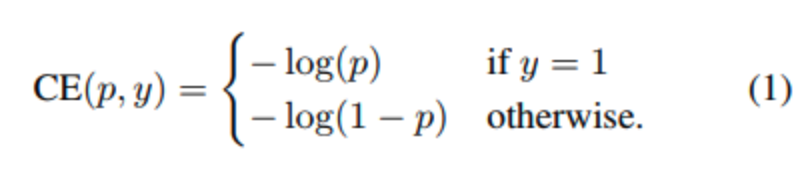 CE(p, y) = { − log(p) if y = 1
− log(1 − p) otherwise. (1)